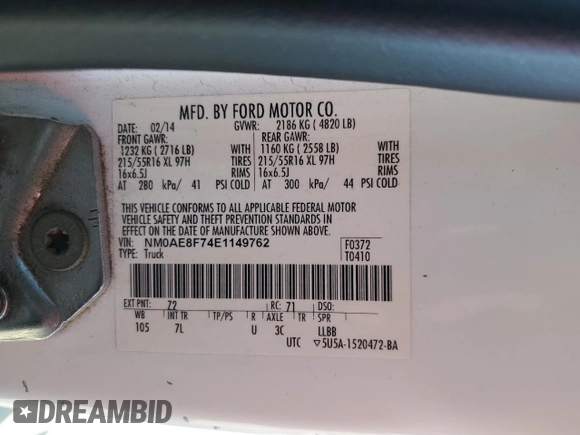 MFD. BY FORD MOTOR CO.
DATE: 02/14 GVWR: 2186 KG ( 4820 LB)
FRONT GAWR: REAR GAWR:
1232 KG ( 2716 LB) 1160 KG ( 2558 LB)
215/55R16 XL 97H TIRES 215/55R16 XL 97H TIRES
16x6.5J RIMS 16x6.5J RIMS
AT 280 kPa/ 41 PSI COLD AT 300 kPa/ 44 PSI COLD
THIS VEHICLE CONFORMS TO ALL APPLICABLE FEDERAL MOTOR
VEHICLE SAFETY AND THEFT PREVENTION STANDARDS IN
EFFECT ON THE DATE OF MANUFACTURE SHOWN ABOVE.
VIN: NM0AE8F74E1149762 F0372
TYPE: Truck T0410
EXT PNT: 72 RC: 71 DSO:
WB INT TR TP/PS R AXLE TR SPR
105 7L U 3C LLBB
UTC ▽5U5A-1520472-BA
DREAMBID